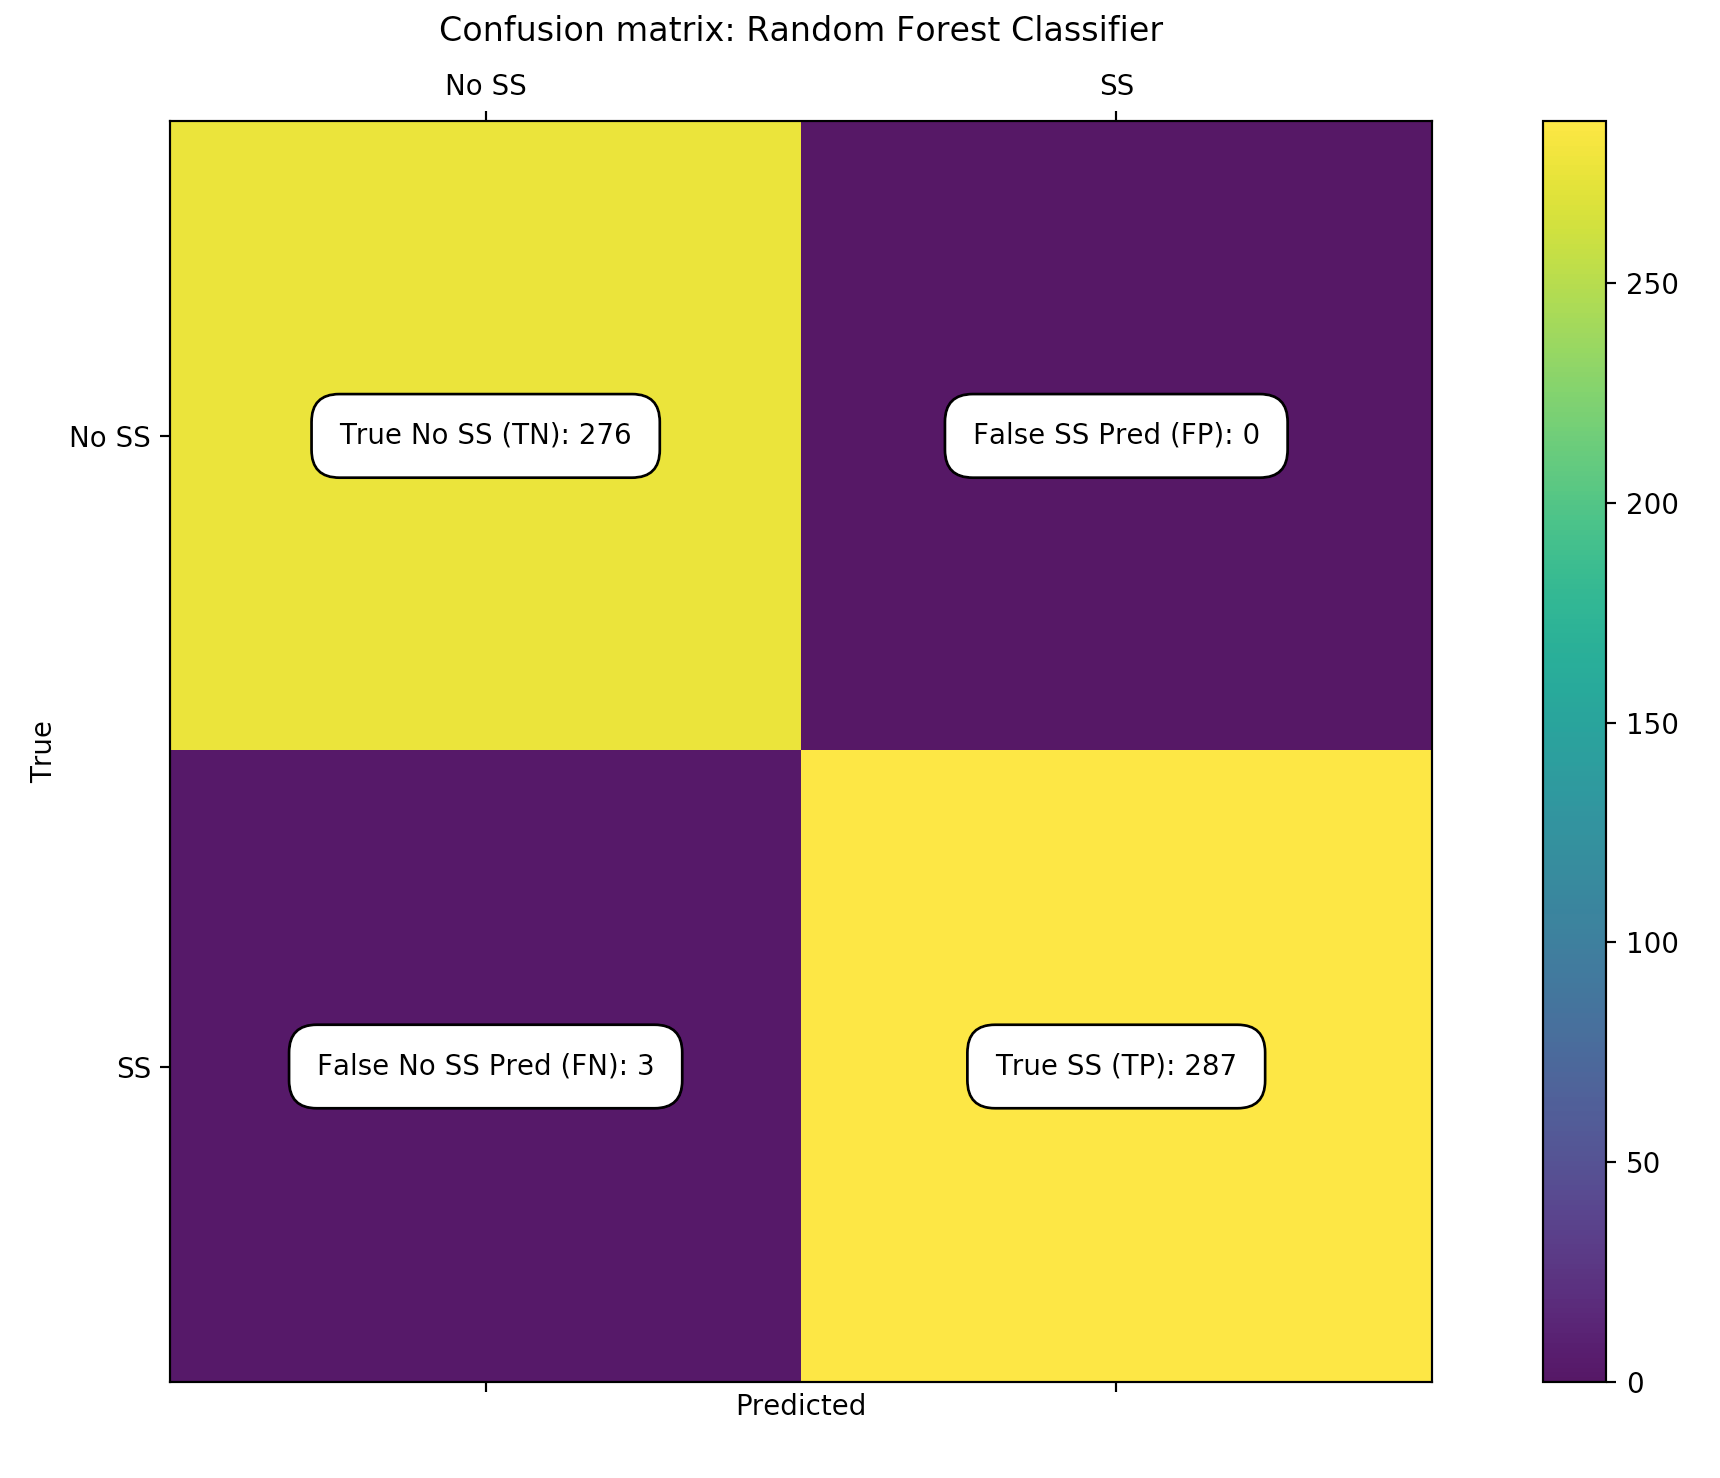 Confusion matrix: Random Forest Classifier
No SS
SS
No SS
True No SS (TN): 276
False SS Pred (FP): 0
True
SS
False No SS Pred (FN): 3
True SS (TP): 287
Predicted
250
200
150
100
50
0